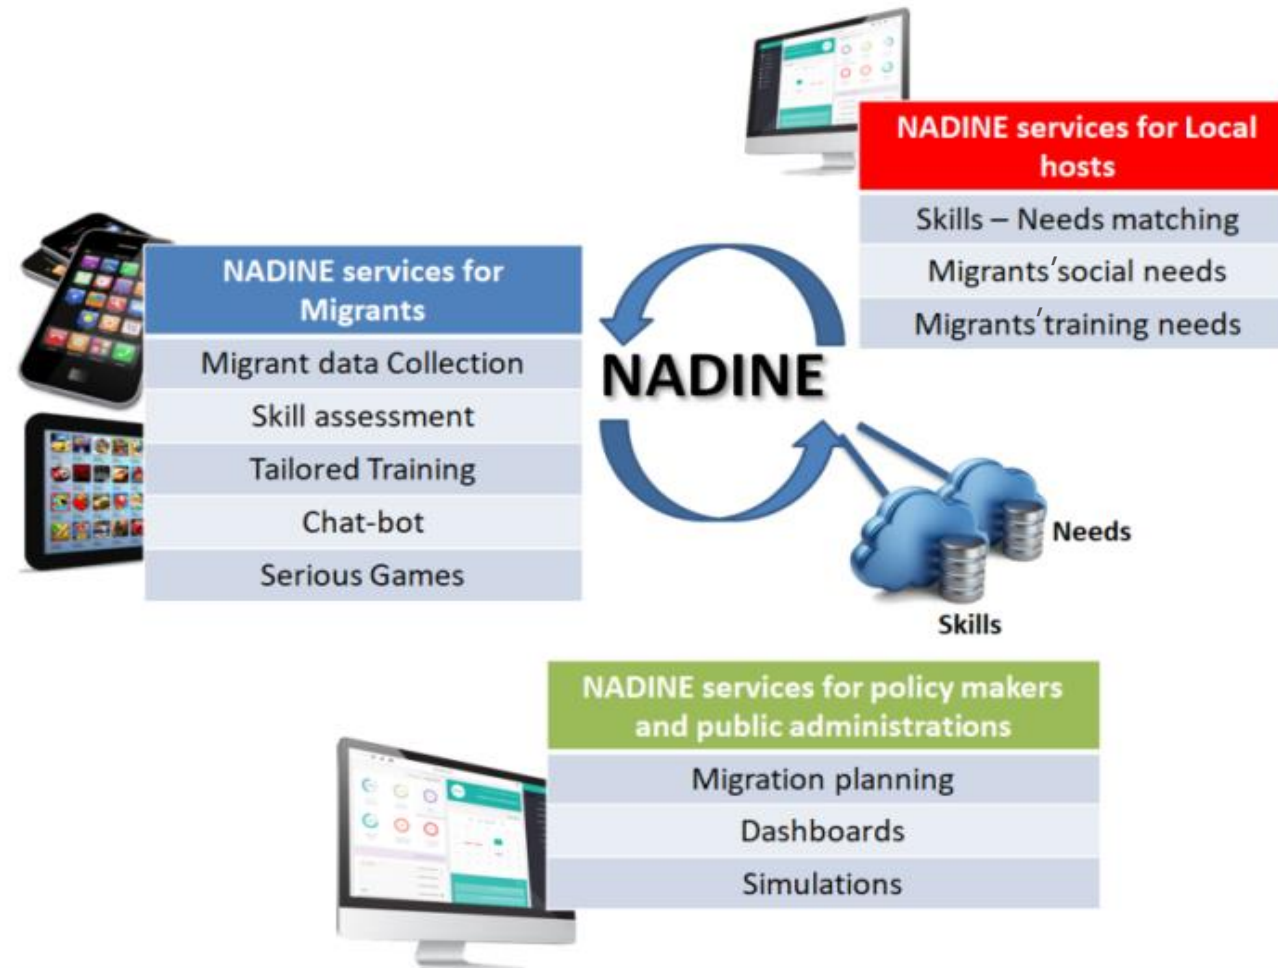 NADINE services for Local
hosts
Skills – Needs matching
Migrants'social needs
Migrants'training needs
NADINE services for
Migrants
Migrant data Collection
Skill assessment
Tailored Training
Chat-bot
Serious Games
NADINE
Needs
Skills
NADINE services for policy makers
and public administrations
Migration planning
Dashboards
Simulations